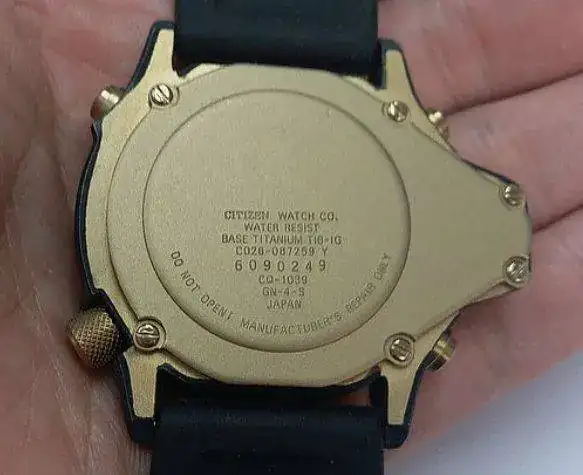 CITIZEN WATCH CO.
WATER RESIST
BASE TITANIUM TIB-IG
C026-087259 Y
6090249
CQ-1039
GN-4-S
JAPAN
DO NOT OPEN! MANUFACTURER'S REPAIR ONLY